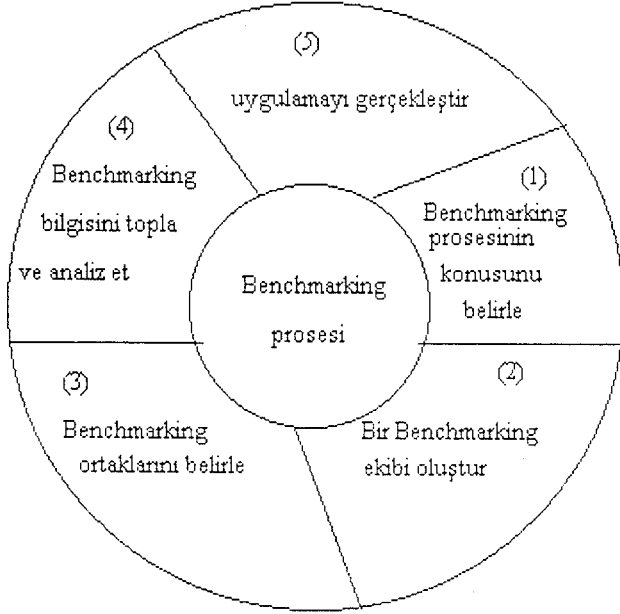 (5)
uygulamayı gerçekleştir
(4)
Benchmarking
bilgisini topla
ve analiz et
(1)
Benchmarking
prosesinin
konusunu
belirle
Benchmarking
prosesi
(3)
Benchmarking
ortaklarını belirle
(2)
Bir Benchmarking
ekibi oluştur